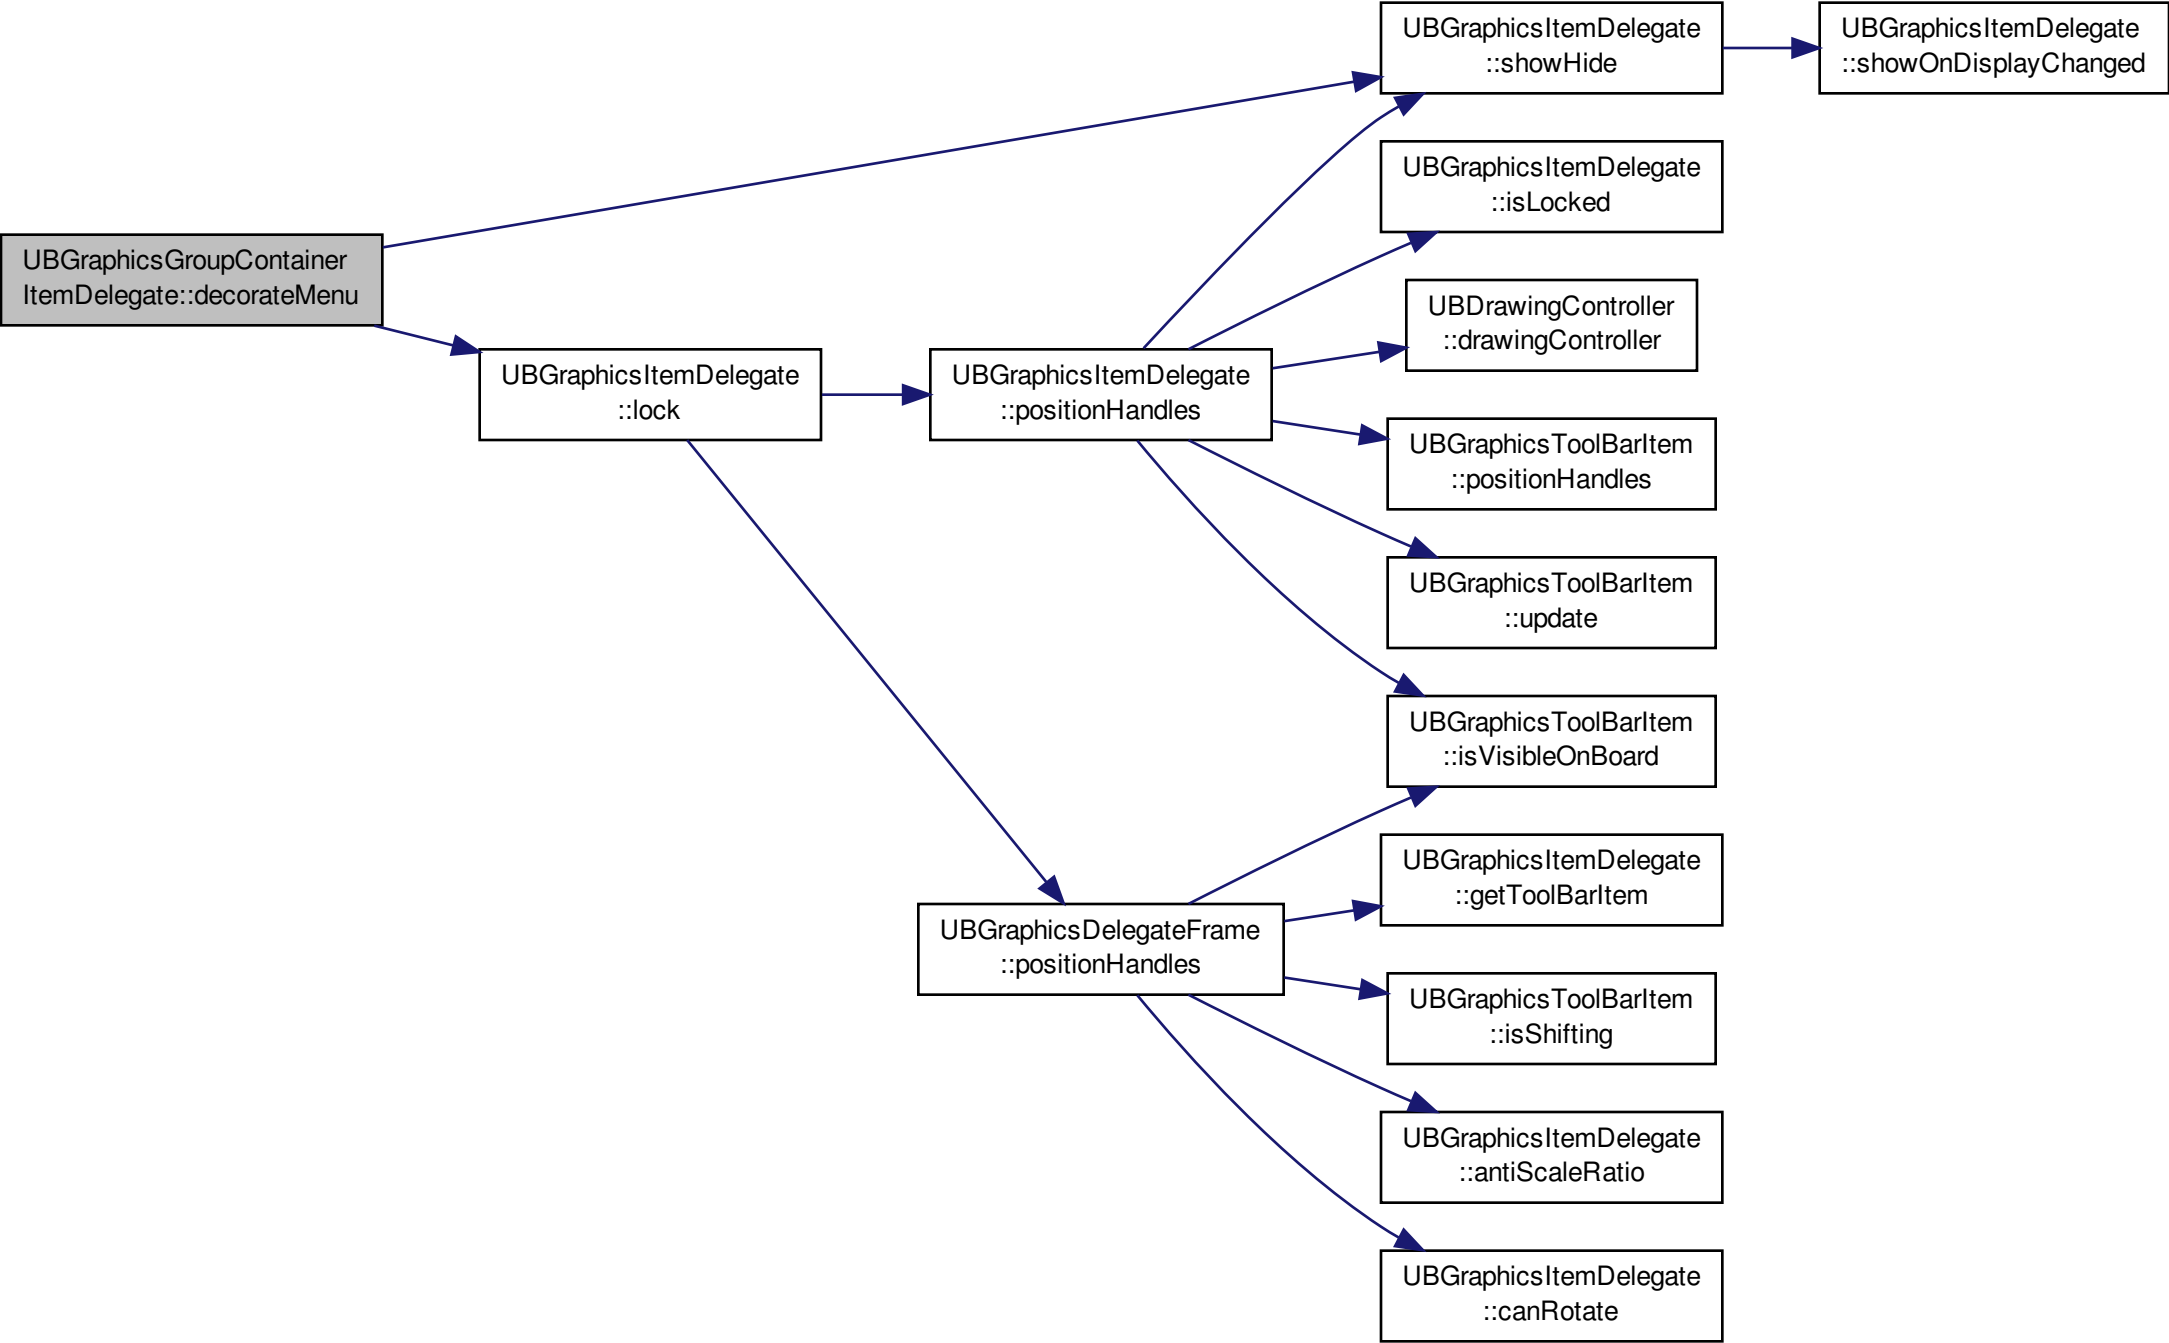 UBGraphicsGroupContainer
ItemDelegate::decorateMenu
UBGraphicsItemDelegate
::lock
UBGraphicsItemDelegate
::positionHandles
UBGraphicsDelegateFrame
::positionHandles
UBGraphicsItemDelegate
::showHide
UBGraphicsItemDelegate
::isLocked
UBDrawingController
::drawingController
UBGraphicsToolBarItem
::positionHandles
UBGraphicsToolBarItem
::update
UBGraphicsToolBarItem
::isVisibleOnBoard
UBGraphicsItemDelegate
::getToolBarItem
UBGraphicsToolBarItem
::isShifting
UBGraphicsItemDelegate
::antiScaleRatio
UBGraphicsItemDelegate
::canRotate
UBGraphicsItemDelegate
::showOnDisplayChanged